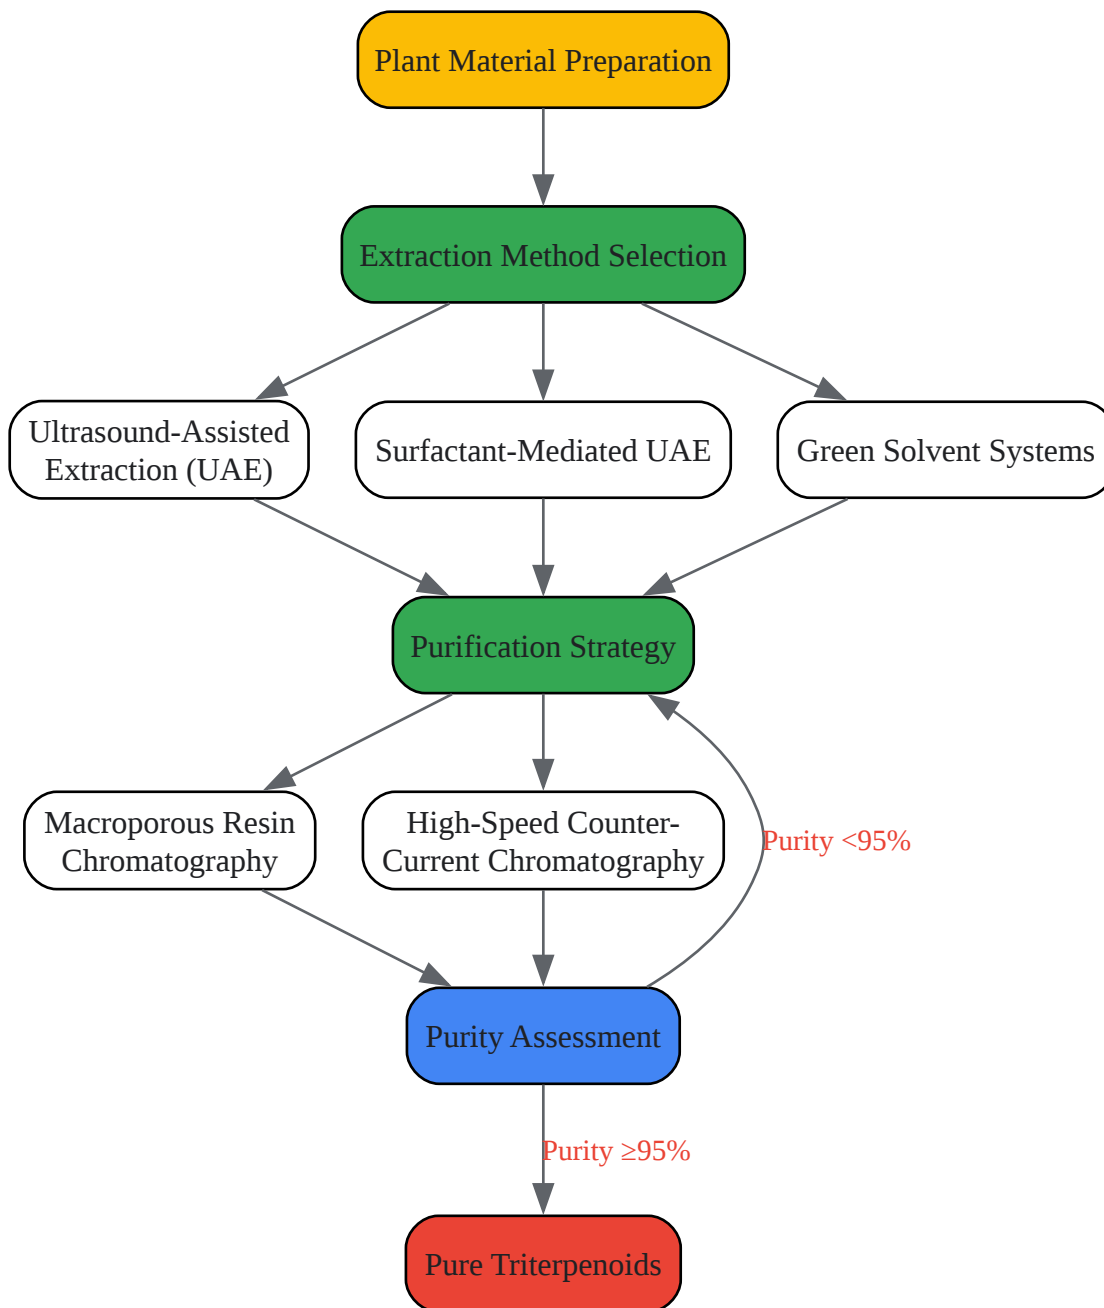 Plant Material Preparation
Extraction Method Selection
Ultrasound-Assisted
Extraction (UAE)
Surfactant-Mediated UAE
Green Solvent Systems
Purification Strategy
Macroporous Resin
Chromatography
High-Speed Counter-
Current Chromatography
Purity <95%
Purity Assessment
Purity ≥95%
Pure Triterpenoids